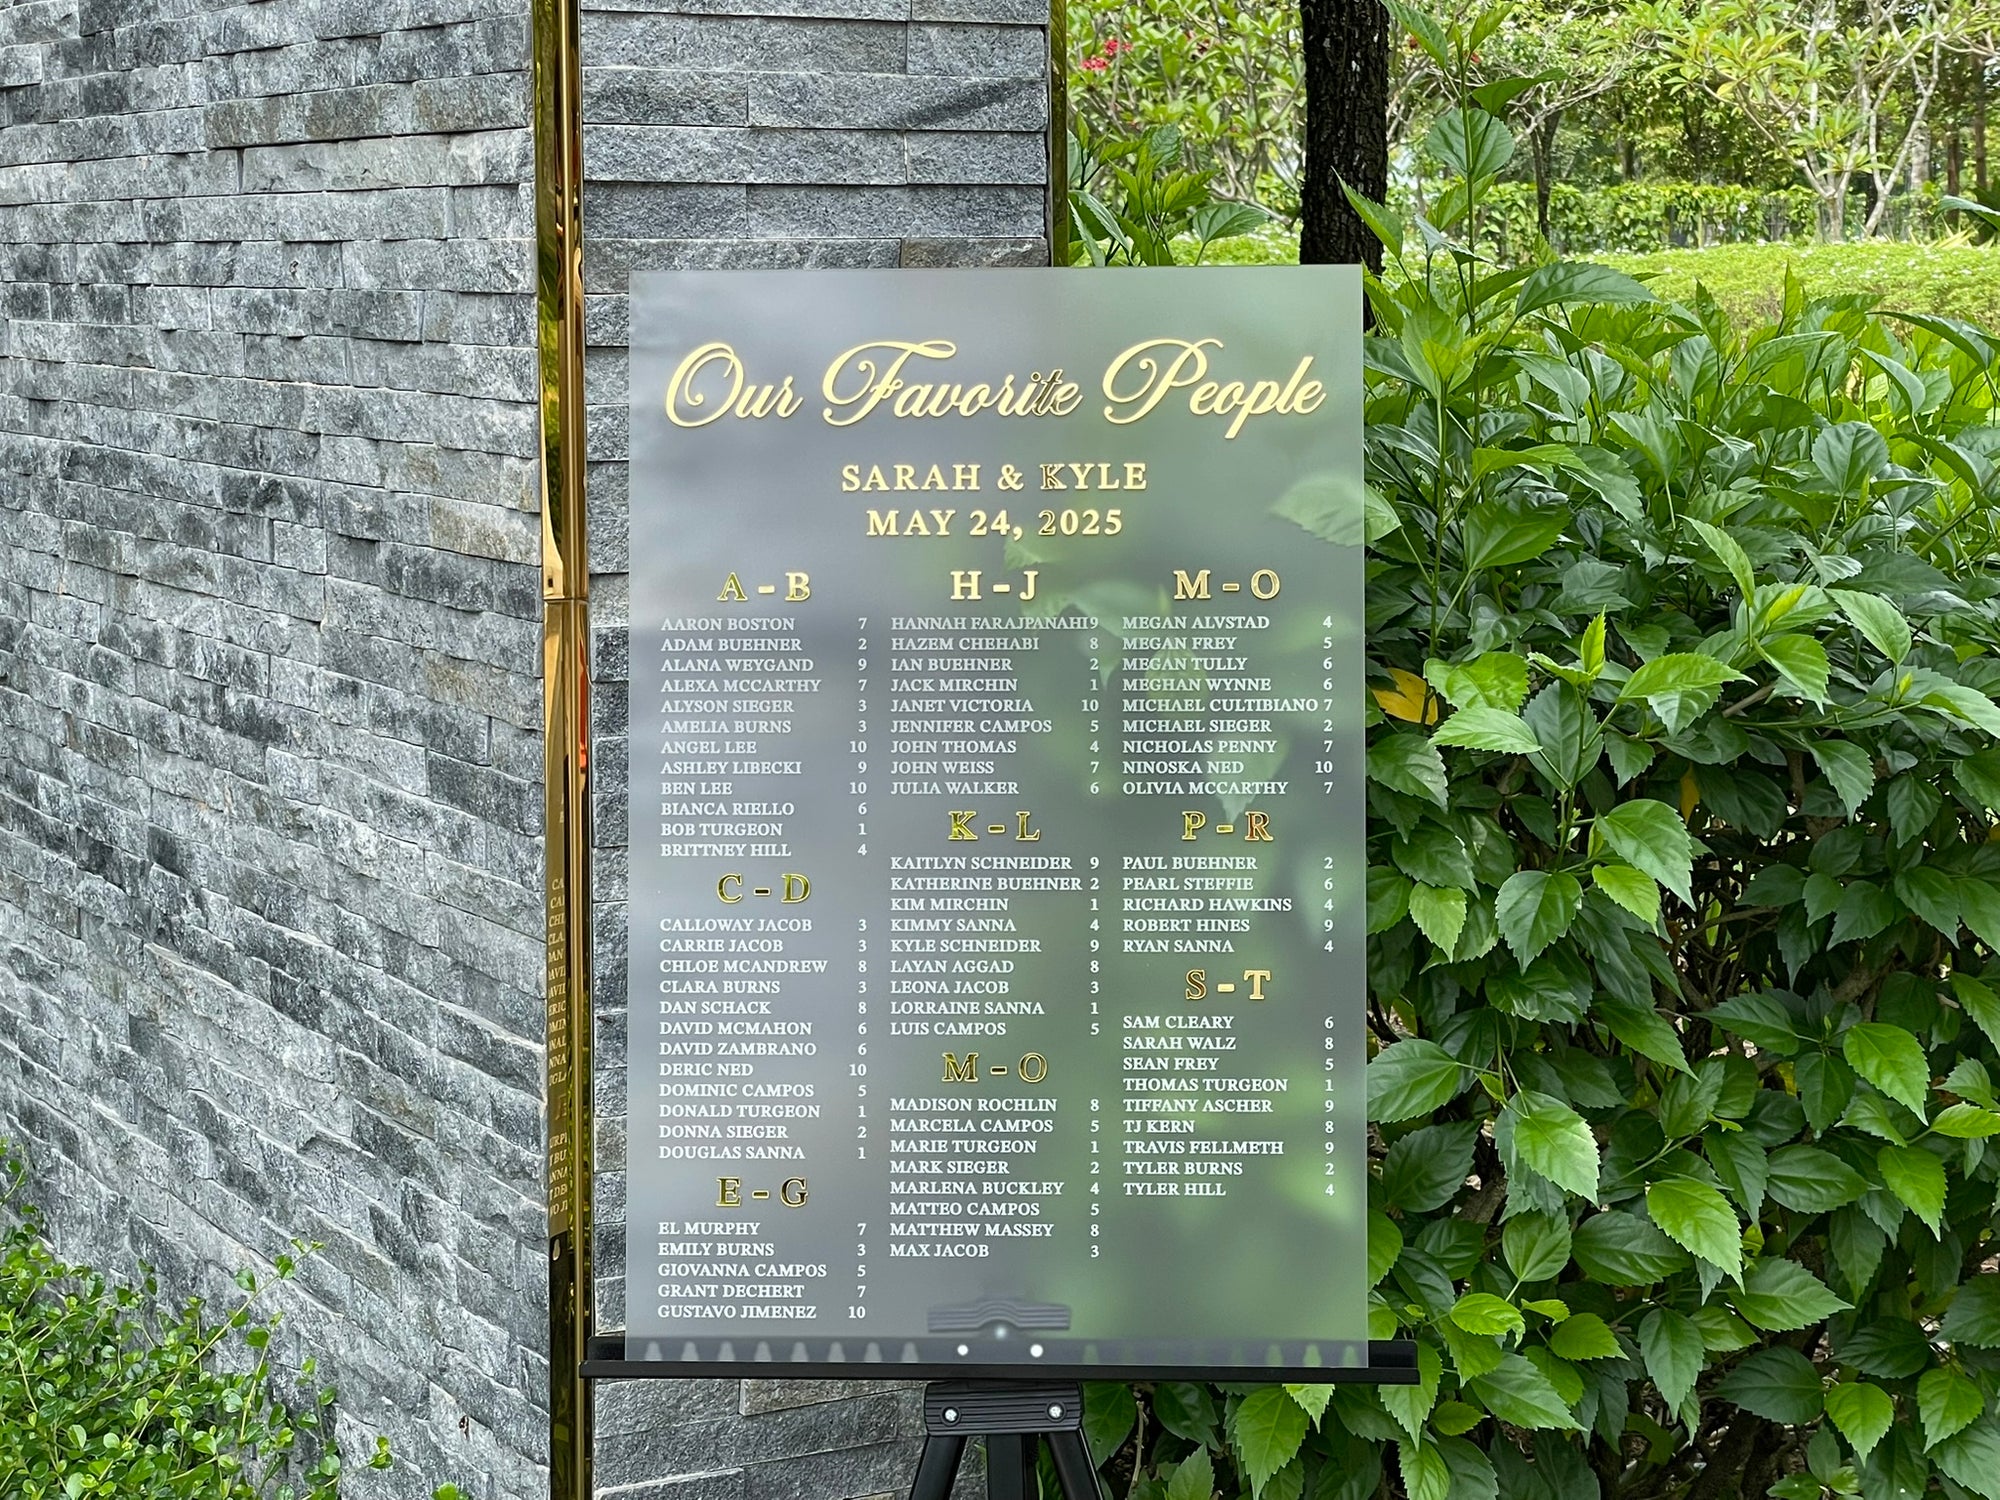 Our Favorite People
SARAH & KYLE
MAY 24, 2025
A - B
AARON BOSTON 7
ADAM BUEHNER 2
ALANA WEYGAND 9
ALEXA MCCARTHY 7
ALYSON SIEGER 3
AMELIA BURNS 3
ANGEL LEE 10
ASHLEY LIBECKI 9
BEN LEE 10
BIANCA RIELLO 6
BOB TURGEON 1
BRITTNEY HILL 4
C - D
CALLOWAY JACOB 3
CARRIE JACOB 3
CHLOE MCANDREW 8
CLARA BURNS 3
DAN SCHACK 8
DAVID MCMAHON 6
DAVID ZAMBRANO 6
DERIC NED 10
DOMINIC CAMPOS 5
DONALD TURGEON 1
DONNA SIEGER 2
DOUGLAS SANNA 1
E - G
EL MURPHY 7
EMILY BURNS 3
GIOVANNA CAMPOS 5
GRANT DECHERT 7
GUSTAVO JIMENEZ 10
H - J
HANNAH FARAJPANAHI 9
HAZEM CHEHABI 8
IAN BUEHNER 2
JACK MIRCHIN 1
JANET VICTORIA 10
JENNIFER CAMPOS 5
JOHN THOMAS 4
JOHN WEISS 7
JULIA WALKER 6
K - L
KAITLYN SCHNEIDER 9
KATHERINE BUEHNER 2
KIM MIRCHIN 1
KIMMY SANNA 4
KYLE SCHNEIDER 9
LAYAN AGGAD 8
LEONA JACOB 3
LORRAINE SANNA 1
LUIS CAMPOS 5
M - O
MADISON ROCHLIN 8
MARCELA CAMPOS 5
MARIE TURGEON 1
MARK SIEGER 2
MARLENA BUCKLEY 4
MATTEO CAMPOS 5
MATTHEW MASSEY 8
MAX JACOB 3
M - O
MEGAN ALVSTAD 4
MEGAN FREY 5
MEGAN TULLY 6
MEGHAN WYNNE 6
MICHAEL CULTIBIANO 7
MICHAEL SIEGER 2
NICHOLAS PENNY 7
NINOSKA NED 10
OLIVIA MCCARTHY 7
P - R
PAUL BUEHNER 2
PEARL STEFFIE 6
RICHARD HAWKINS 4
ROBERT HINES 9
RYAN SANNA 4
S - T
SAM CLEARY 6
SARAH WALZ 8
SEAN FREY 5
THOMAS TURGEON 1
TIFFANY ASCHER 9
TJ KERN 8
TRAVIS FELLMETH 9
TYLER BURNS 2
TYLER HILL 4